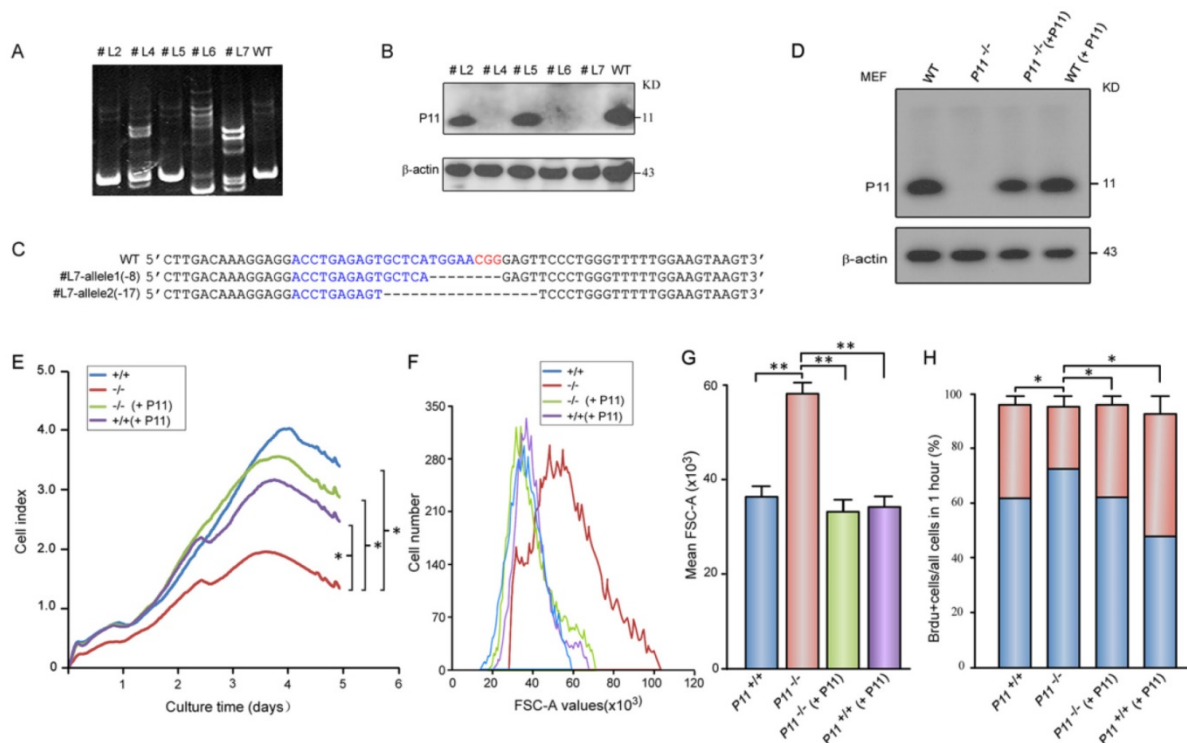 A
# L2 # L4 # L5 # L6 # L7 WT
B
# L2 # L4 # L5 # L6 # L7 WT
KD
P11
11
β-actin
43
C
WT 5’CTTGACAAAGGAGGACCTGAGAGTGCTCATGGAACGGGAGTTCCCTGGGTTTTTGGAAGTAAGT3’
#L7-allele1(-8) 5’CTTGACAAAGGAGGACCTGAGAGTGCTCA--------GAGTTCCCTGGGTTTTTGGAAGTAAGT3’
#L7-allele2(-17) 5’CTTGACAAAGGAGGACCTGAGAGT-----------------TCCCTGGGTTTTTGGAAGTAAGT3’
D
MEF
WT
P11 -/-
P11 -/- (+P11)
WT (+ P11)
KD
P11
11
β-actin
43
E
+/+
-/-
-/- (+ P11)
+/+(+ P11)
Cell index
5.0
4.0
3.0
2.0
1.0
0
0 1 2 3 4 5 6
Culture time (days)
*
*
*
F
+/+
-/-
-/- (+ P11)
+/+(+ P11)
Cell number
350
280
210
140
70
0
0 20 40 60 80 100 120
FSC-A values(x10³)
G
**
**
**
Mean FSC-A (x10³)
60
40
20
0
P11 +/+
P11 -/-
P11 -/- (+ P11)
P11 +/+ (+ P11)
H
*
*
*
Brdu+cells/all cells in 1 hour (%)
100
80
60
40
20
0
P11 +/+
P11 -/-
P11 -/- (+ P11)
P11 +/+ (+ P11)